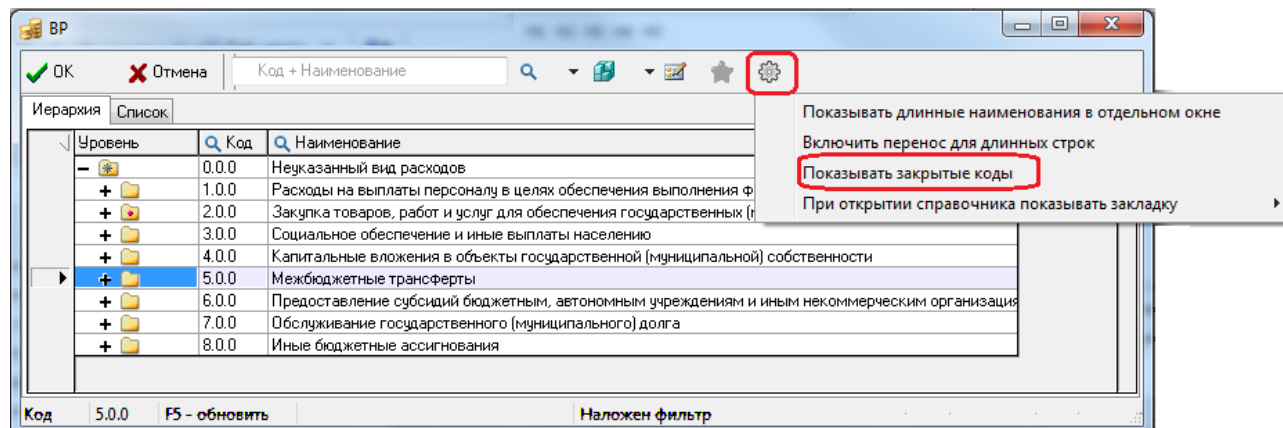 ВР
OK
Отмена
Код + Наименование
Иерархия
Список
Показывать длинные наименования в отдельном окне
Включить перенос для длинных строк
Показывать закрытые коды
При открытии справочника показывать закладку
Уровень
Код
Наименование
0.0.0 Неуказанный вид расходов
1.0.0 Расходы на выплаты персоналу в целях обеспечения выполнения
2.0.0 Закупка товаров, работ и услуг для обеспечения государственных
3.0.0 Социальное обеспечение и иные выплаты населению
4.0.0 Капитальные вложения в объекты государственной (муниципальной) собственности
5.0.0 Межбюджетные трансферты
6.0.0 Предоставление субсидий бюджетным, автономным учреждениям и иным некоммерческим организация
7.0.0 Обслуживание государственного (муниципального) долга
8.0.0 Иные бюджетные ассигнования
Код 5.0.0 F5 - обновить Наложен фильтр